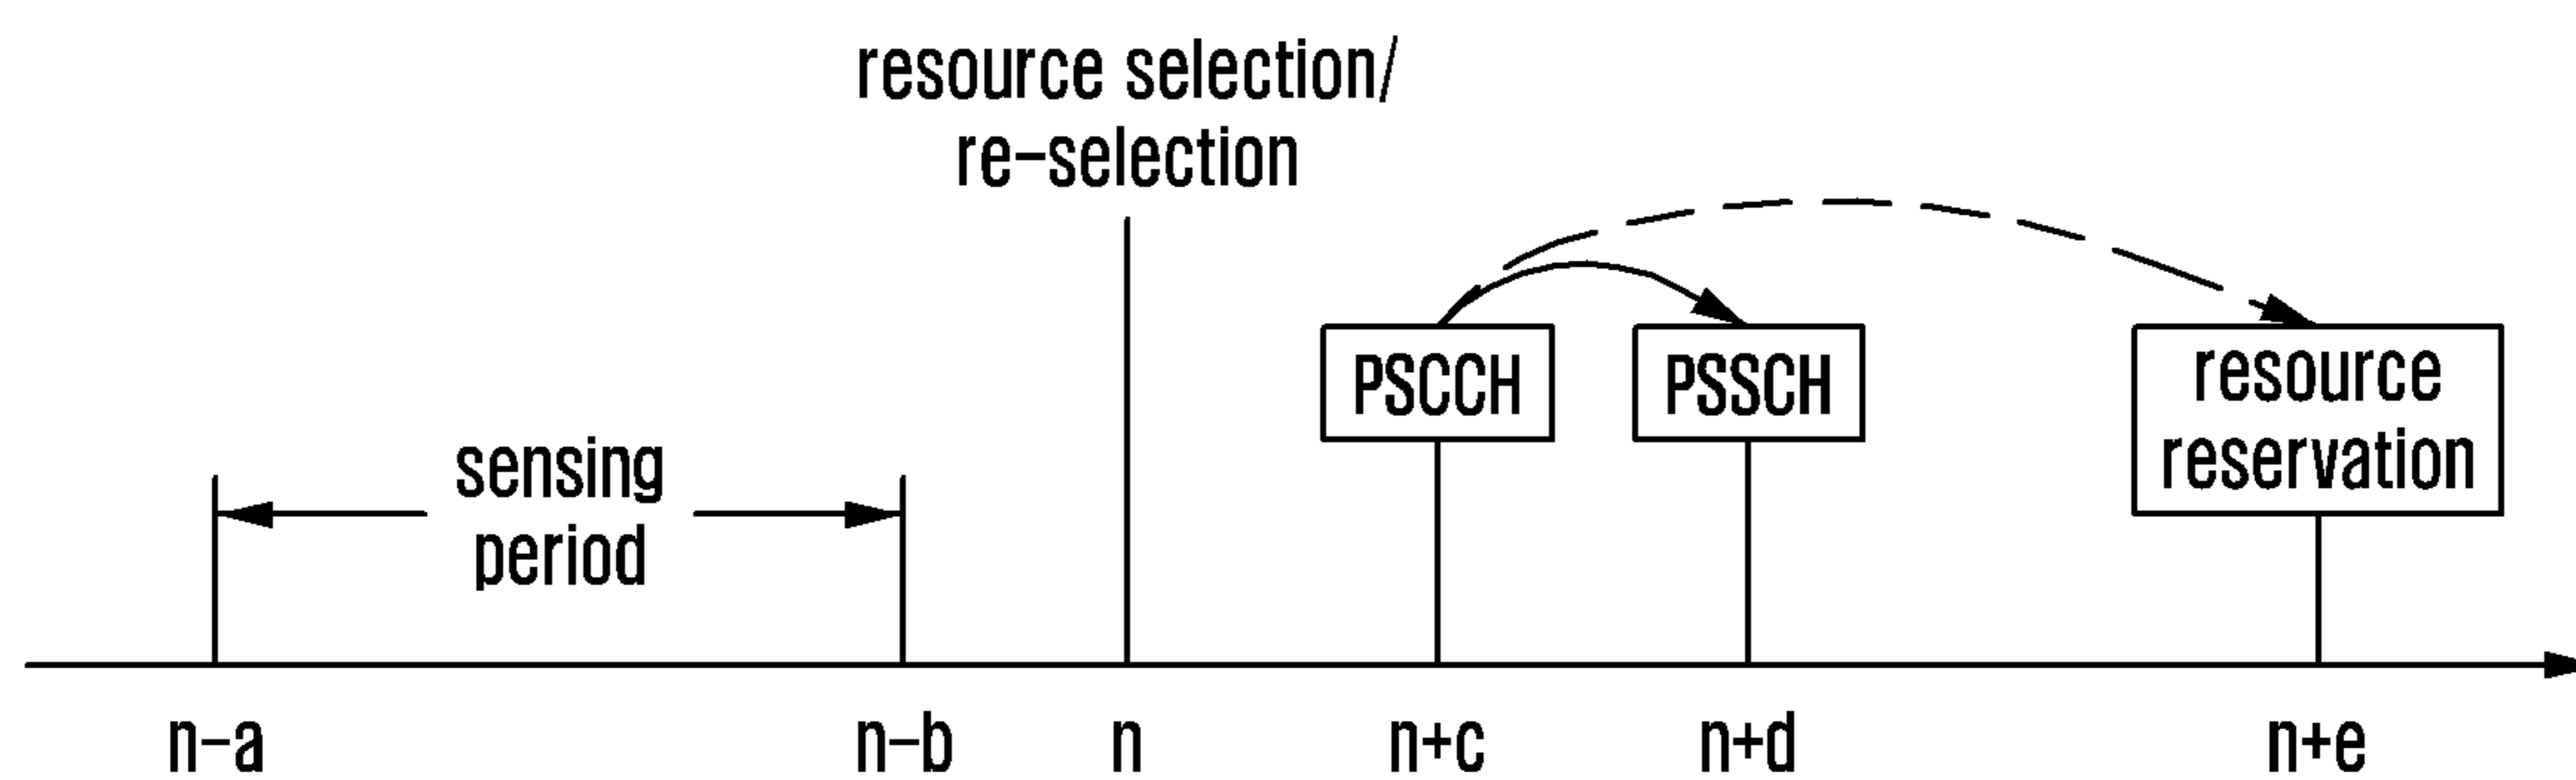 resource selection/
re-selection
PSCCH
PSSCH
resource
reservation
sensing
period
n-a
n-b
n
n+c
n+d
n+e